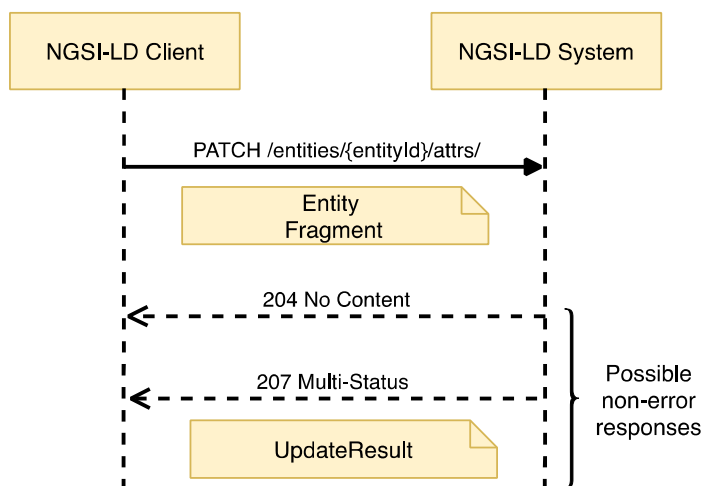 NGSI-LD Client
NGSI-LD System
PATCH /entities/{entityId}/attrs/
Entity
Fragment
204 No Content
207 Multi-Status
Possible
non-error
responses
UpdateResult